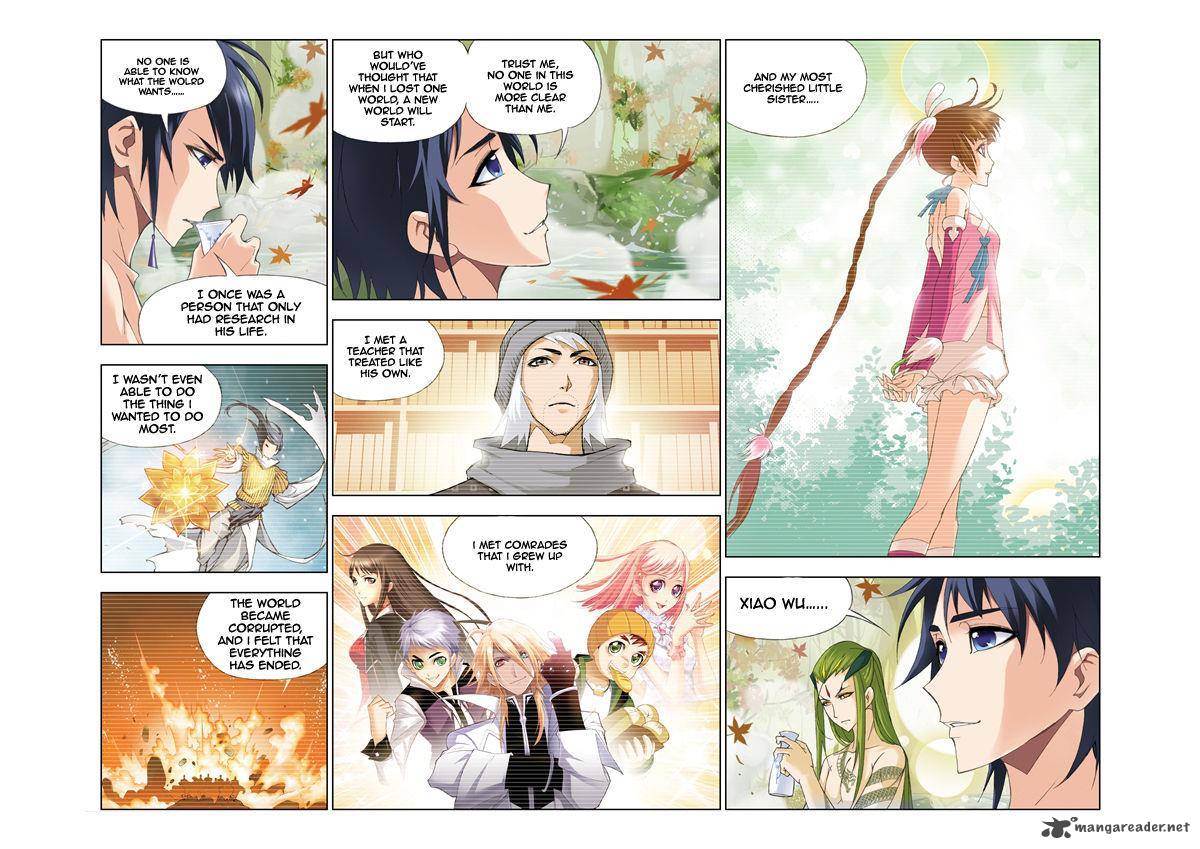 NO ONE IS
ABLE TO KNOW
WHAT THE WOLRD
WANTS......
I ONCE WAS A
PERSON THAT ONLY
HAD RESEARCH IN
HIS LIFE.
I WASN'T EVEN
ABLE TO DO
THE THING I
WANTED TO DO
MOST.
THE WORLD
BECAME
CORRUPTED,
AND I FELT THAT
EVERYTHING
HAS ENDED.
BUT WHO
WOULD'VE
THOUGHT THAT
WHEN I LOST ONE
WORLD, A NEW
WORLD WILL
START.
TRUST ME,
NO ONE IN THIS
WORLD IS
MORE CLEAR
THAN ME.
I MET A
TEACHER THAT
TREATED LIKE
HIS OWN.
I MET COMRADES
THAT I GREW UP
WITH.
AND MY MOST
CHERISHED LITTLE
SISTER.....
XIAO WU......
mangareader.net